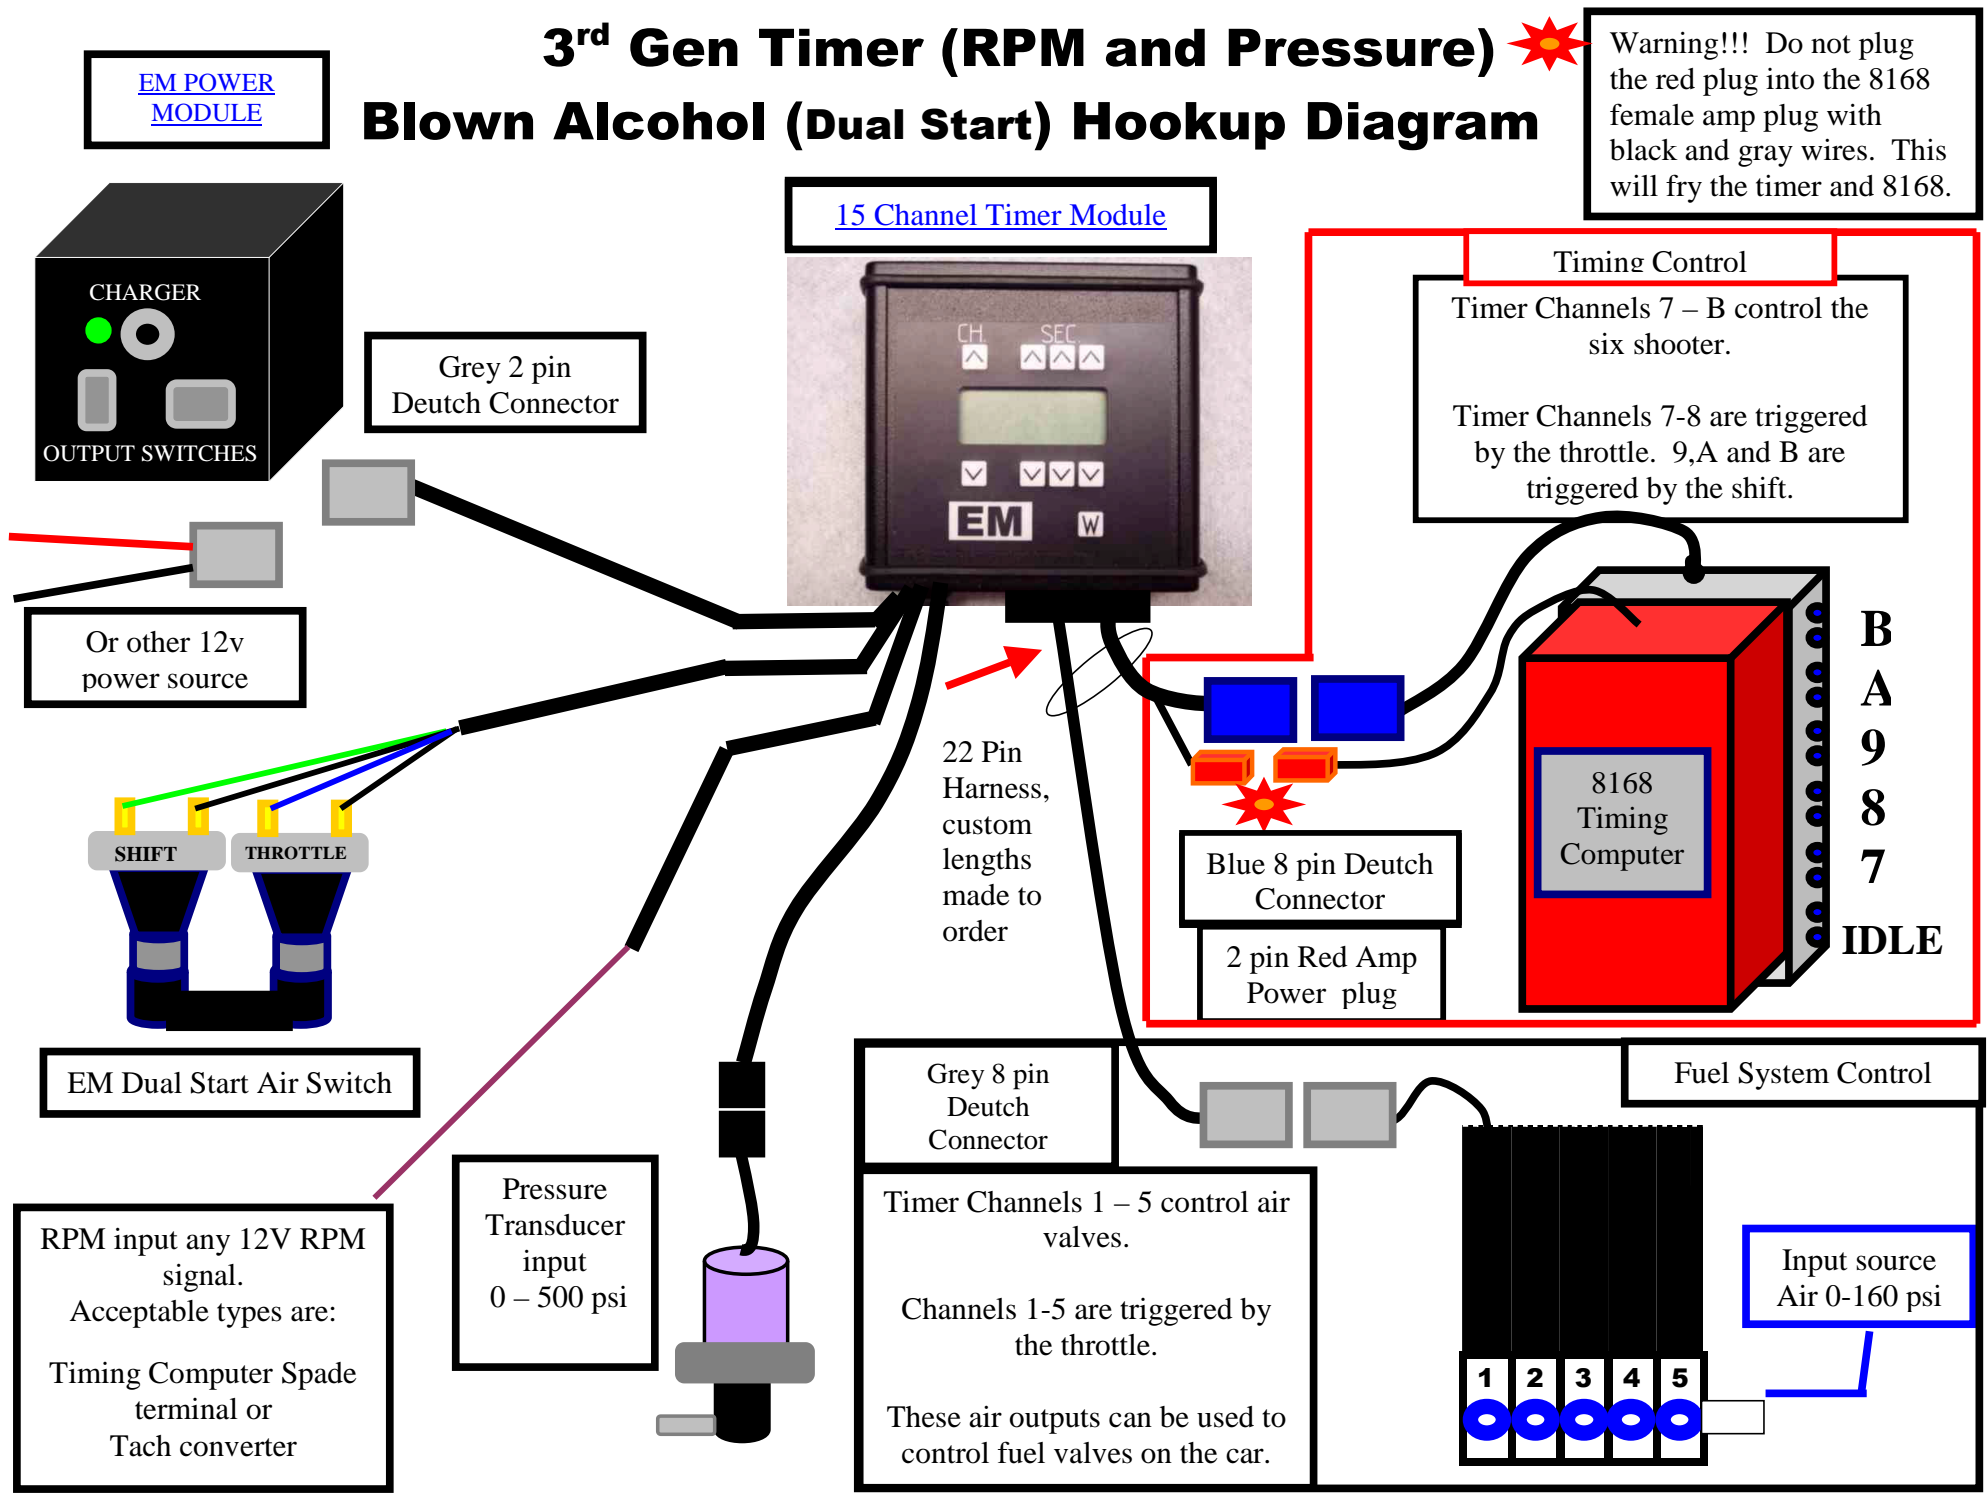 3rd Gen Timer (RPM and Pressure)
Blown Alcohol (Dual Start) Hookup Diagram
Warning!!! Do not plug
the red plug into the 8168
female amp plug with
black and gray wires. This
will fry the timer and 8168.
EM POWER
MODULE
CHARGER
OUTPUT SWITCHES
Grey 2 pin
Deutch Connector
Or other 12v
power source
15 Channel Timer Module
CH.
SEC.
EM
W
Timing Control
Timer Channels 7 – B control the
six shooter.
Timer Channels 7-8 are triggered
by the throttle. 9,A and B are
triggered by the shift.
B
A
9
8
7
IDLE
8168
Timing
Computer
22 Pin
Harness,
custom
lengths
made to
order
Blue 8 pin Deutch
Connector
2 pin Red Amp
Power plug
SHIFT
THROTTLE
EM Dual Start Air Switch
RPM input any 12V RPM
signal.
Acceptable types are:
Timing Computer Spade
terminal or
Tach converter
Pressure
Transducer
input
0 – 500 psi
Grey 8 pin
Deutch
Connector
Fuel System Control
Timer Channels 1 – 5 control air
valves.
Channels 1-5 are triggered by
the throttle.
These air outputs can be used to
control fuel valves on the car.
1 2 3 4 5
Input source
Air 0-160 psi